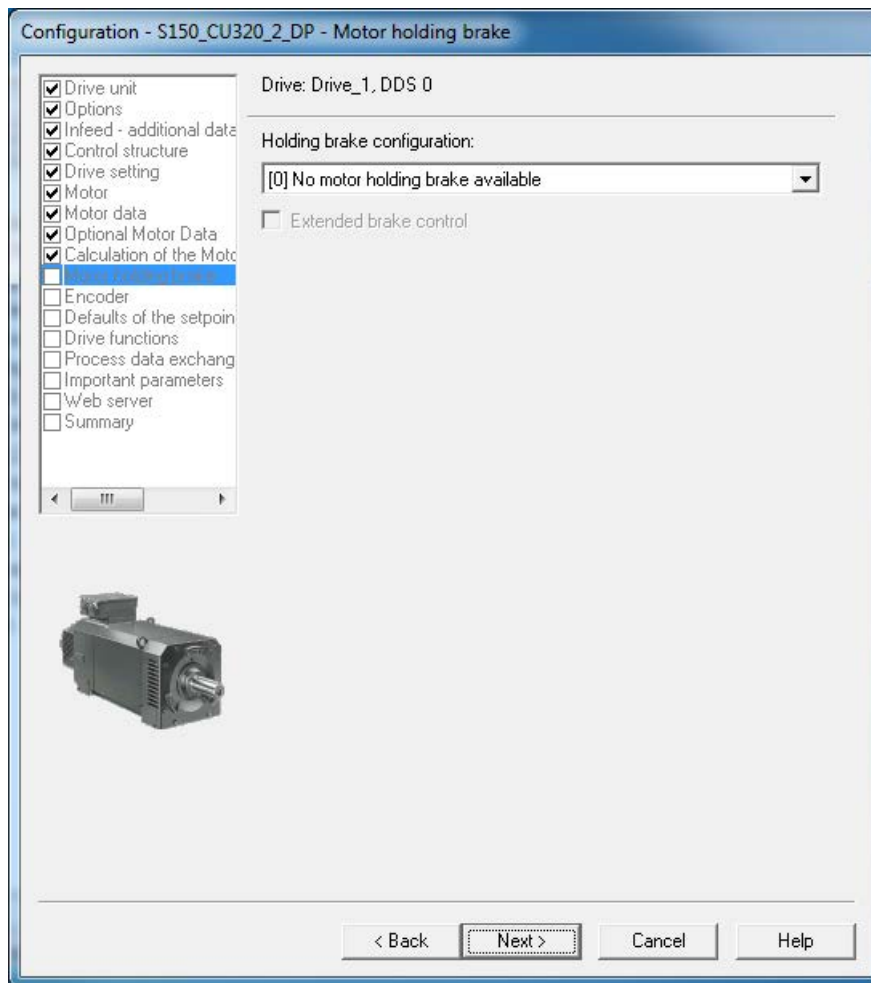 Configuration - S150_CU320_2_DP - Motor holding brake
Drive unit
Options
Infeed - additional data
Control structure
Drive setting
Motor
Motor data
Optional Motor Data
Calculation of the Moto
Motor holding brake
Encoder
Defaults of the setpoin
Drive functions
Process data exchang
Important parameters
Web server
Summary
Drive: Drive_1, DDS 0
Holding brake configuration:
[0] No motor holding brake available
Extended brake control
< Back
Next >
Cancel
Help